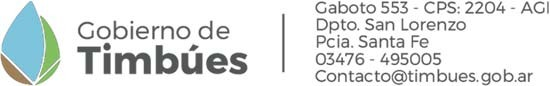 Gobierno de
Timbúes
Gaboto 553 - CPS: 2204 - AGI
Dpto. San Lorenzo
Pcia. Santa Fe
03476 - 495005
Contacto@timbues.gob.ar